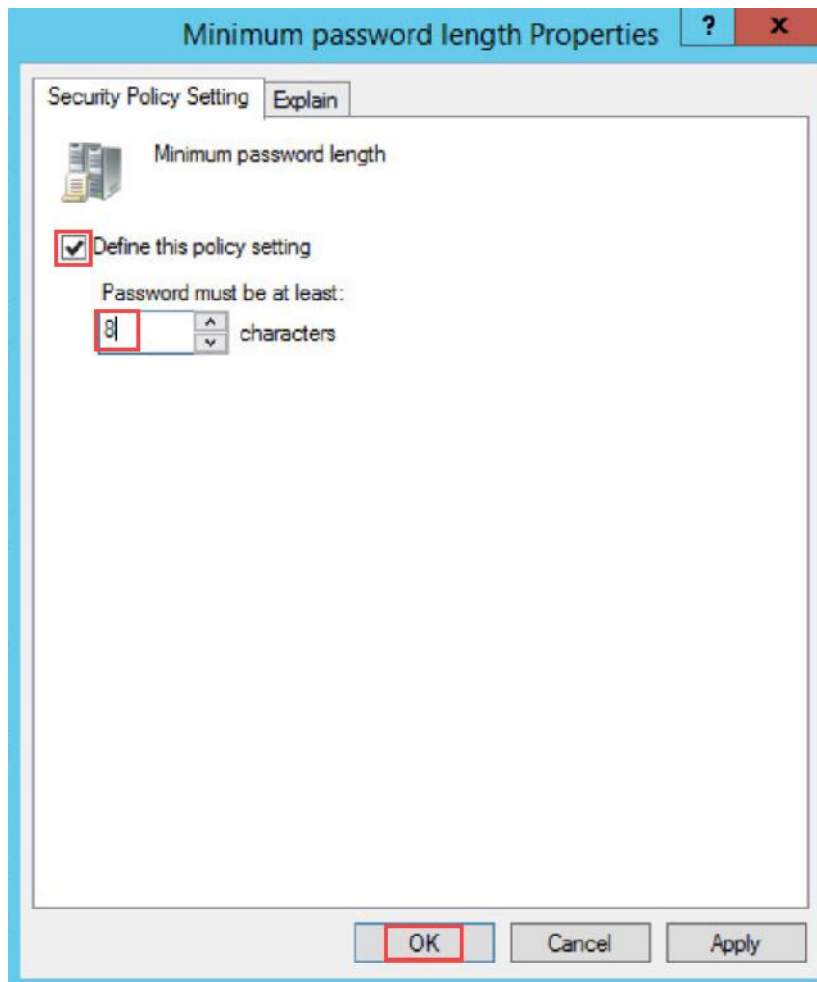 Minimum password length Properties ? x
Security Policy Setting Explain
Minimum password length
Define this policy setting
Password must be at least:
8 characters
OK Cancel Apply